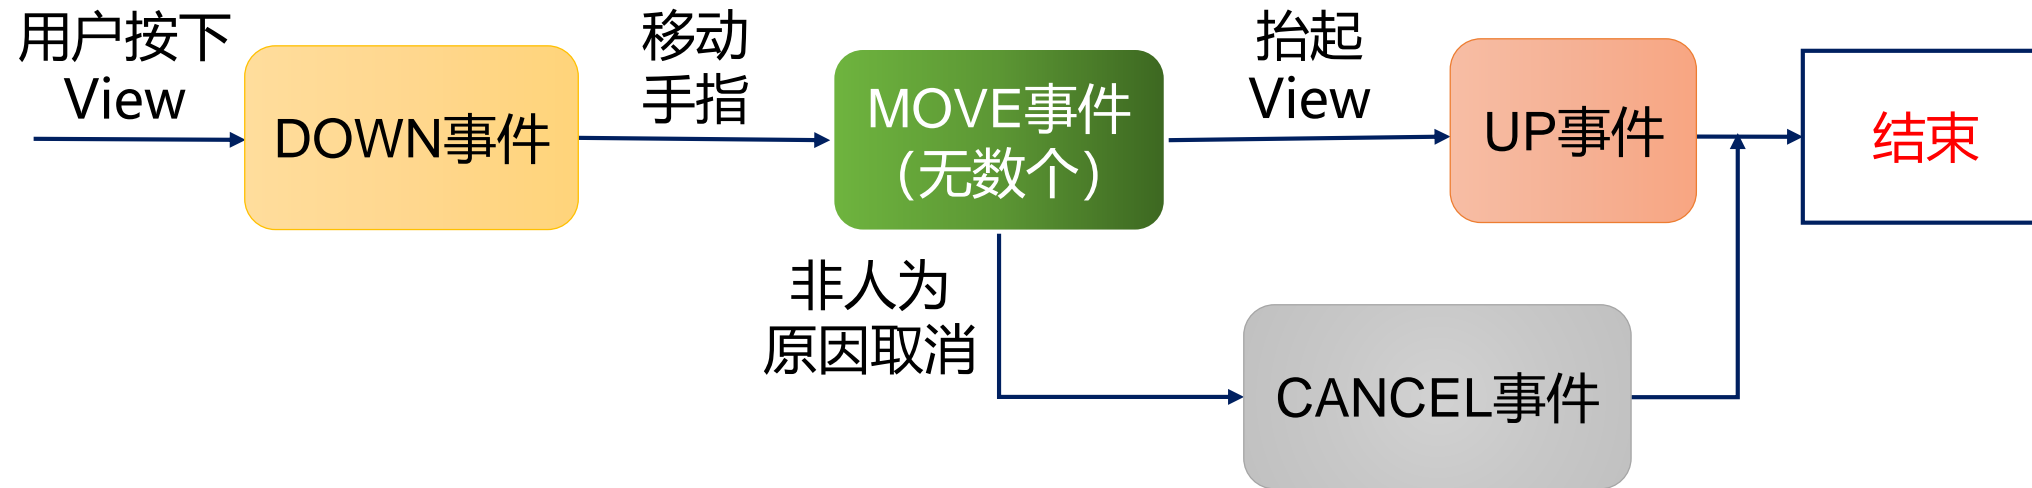 用户按下
View
DOWN事件
移动
手指
MOVE事件
（无数个）
抬起
View
UP事件
结束
非人为
原因取消
CANCEL事件